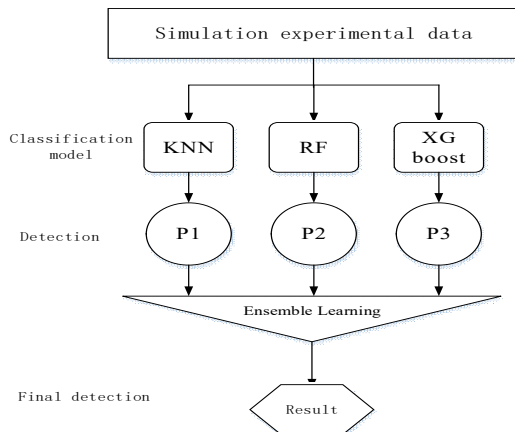 Simulation experimental data
Classification
model
KNN
RF
XG
boost
Detection
P1
P2
P3
Ensemble Learning
Final detection
Result